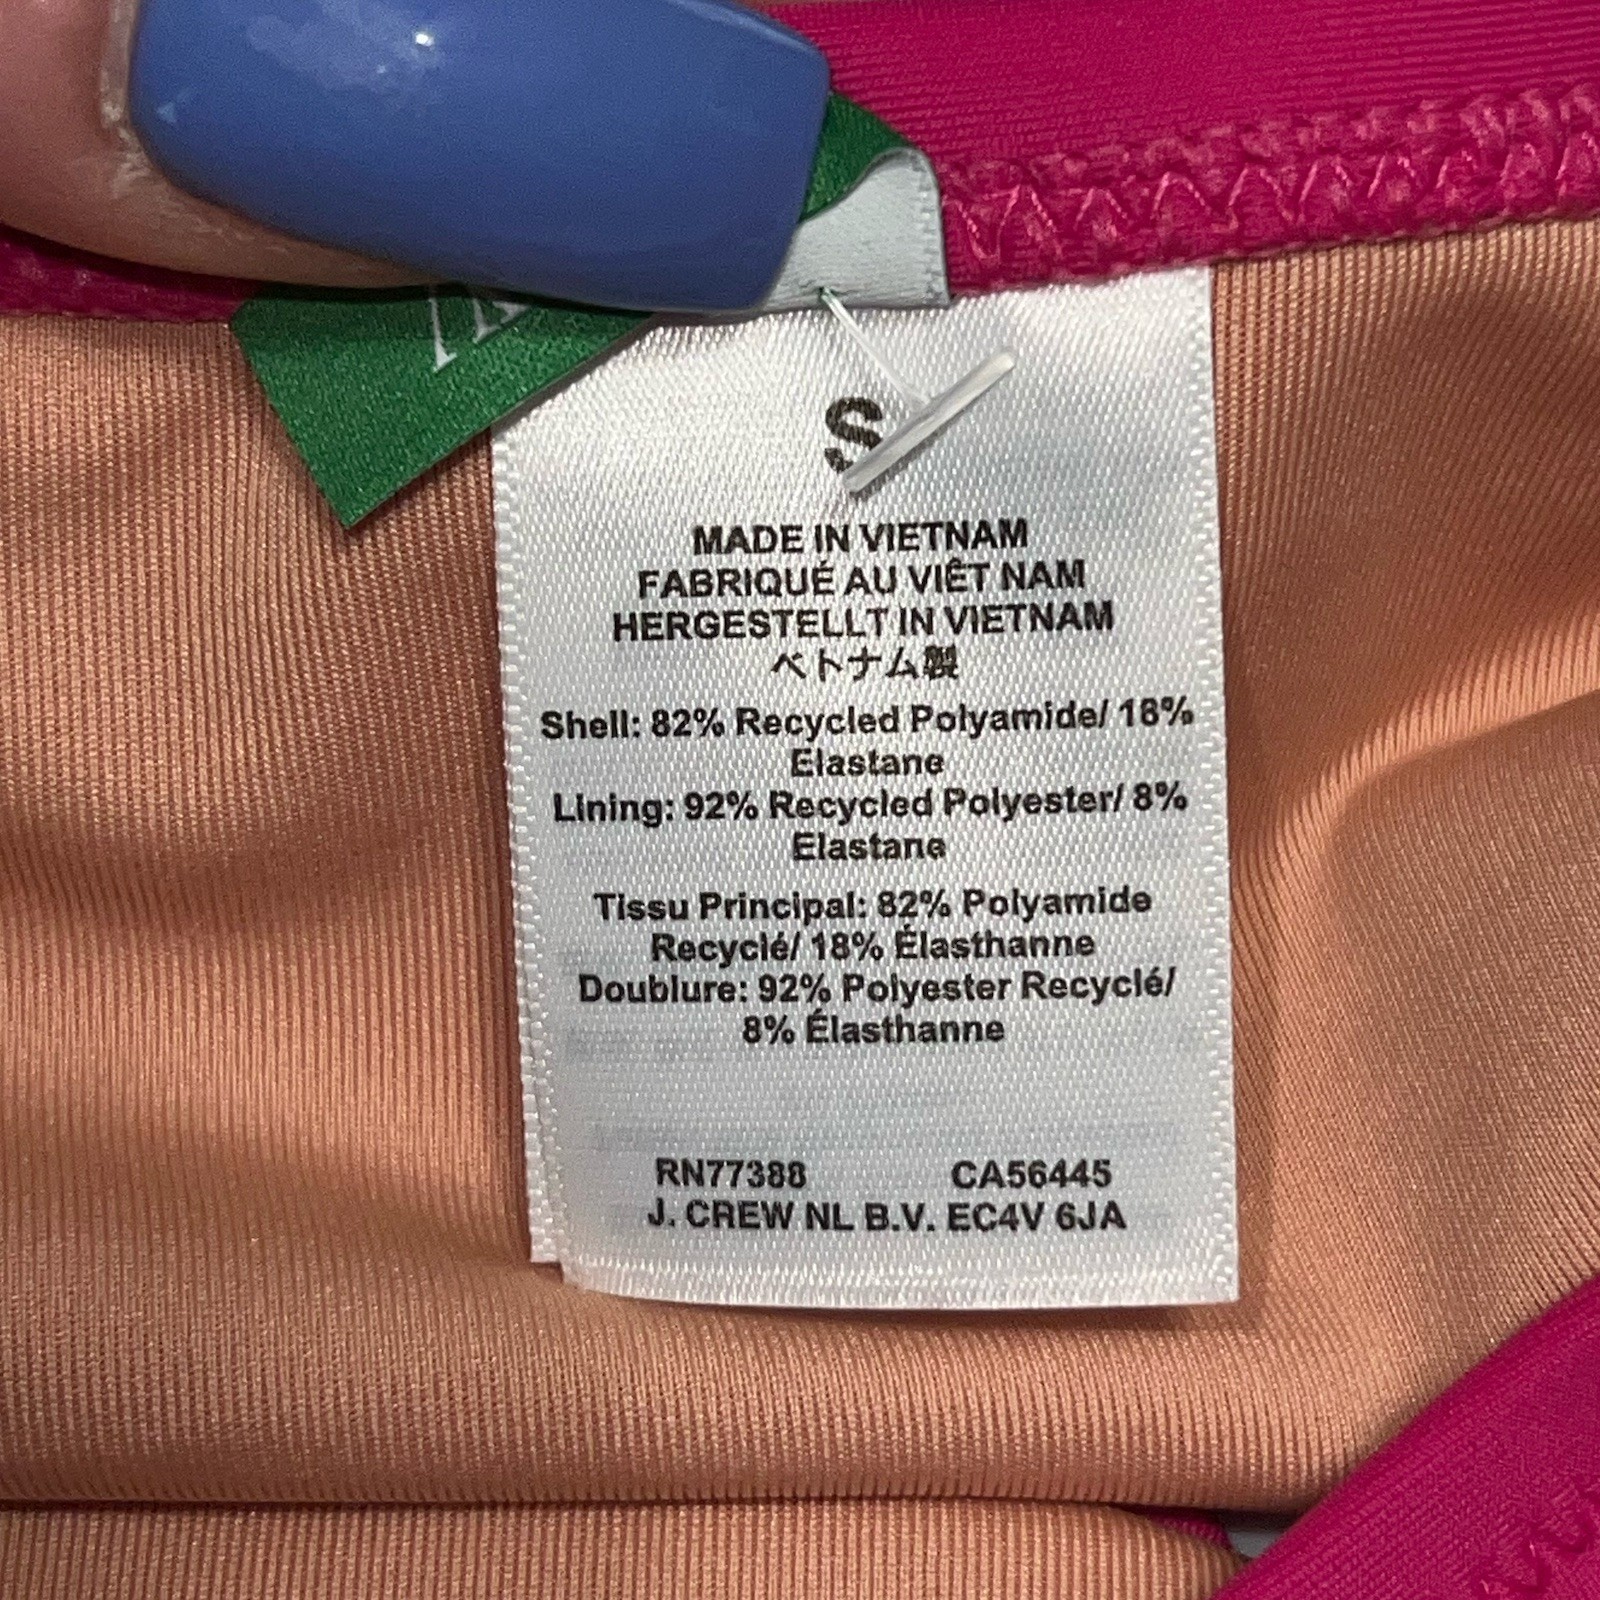 S
MADE IN VIETNAM
FABRIQUÉ AU VIÊT NAM
HERGESTELLT IN VIETNAM
ベトナム製
Shell: 82% Recycled Polyamide/ 18%
Elastane
Lining: 92% Recycled Polyester/ 8%
Elastane
Tissu Principal: 82% Polyamide
Recyclé/ 18% Élasthanne
Doublure: 92% Polyester Recyclé/
8% Élasthanne
RN77388 CA56445
J. CREW NL B.V. EC4V 6JA